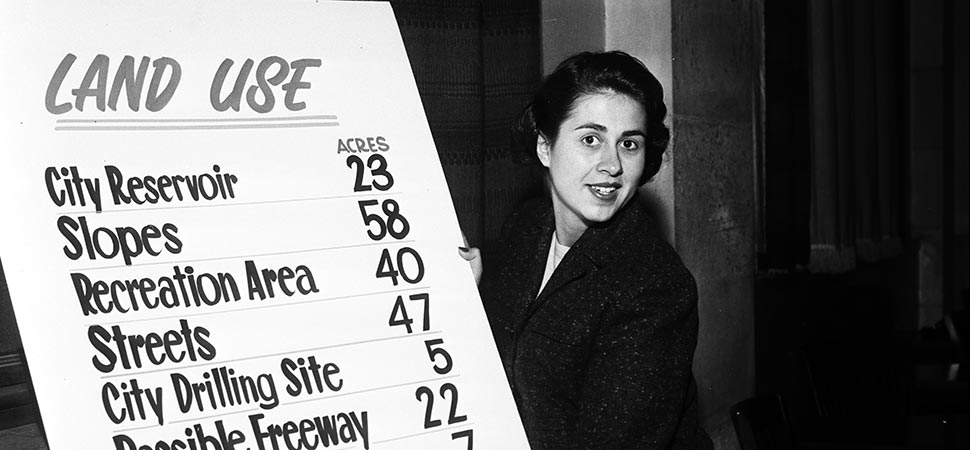 LAND USE
ACRES
City Reservoir 23
Slopes 58
Recreation Area 40
Streets 47
City Drilling Site 5
Possible Freeway 22
7